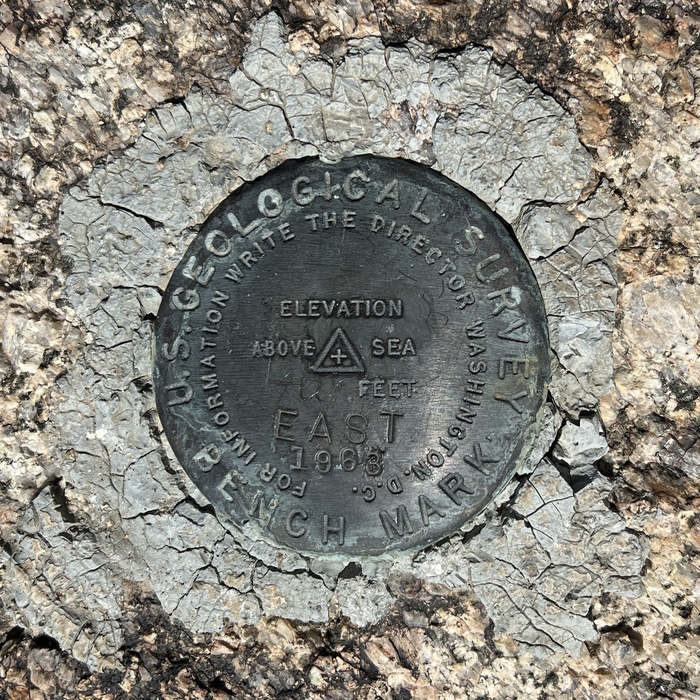 U.S. GEOLOGICAL SURVEY
BENCH MARK
FOR INFORMATION WRITE THE DIRECTOR WASHINGTON, D.C.
ELEVATION
ABOVE SEA
FEET
EAST